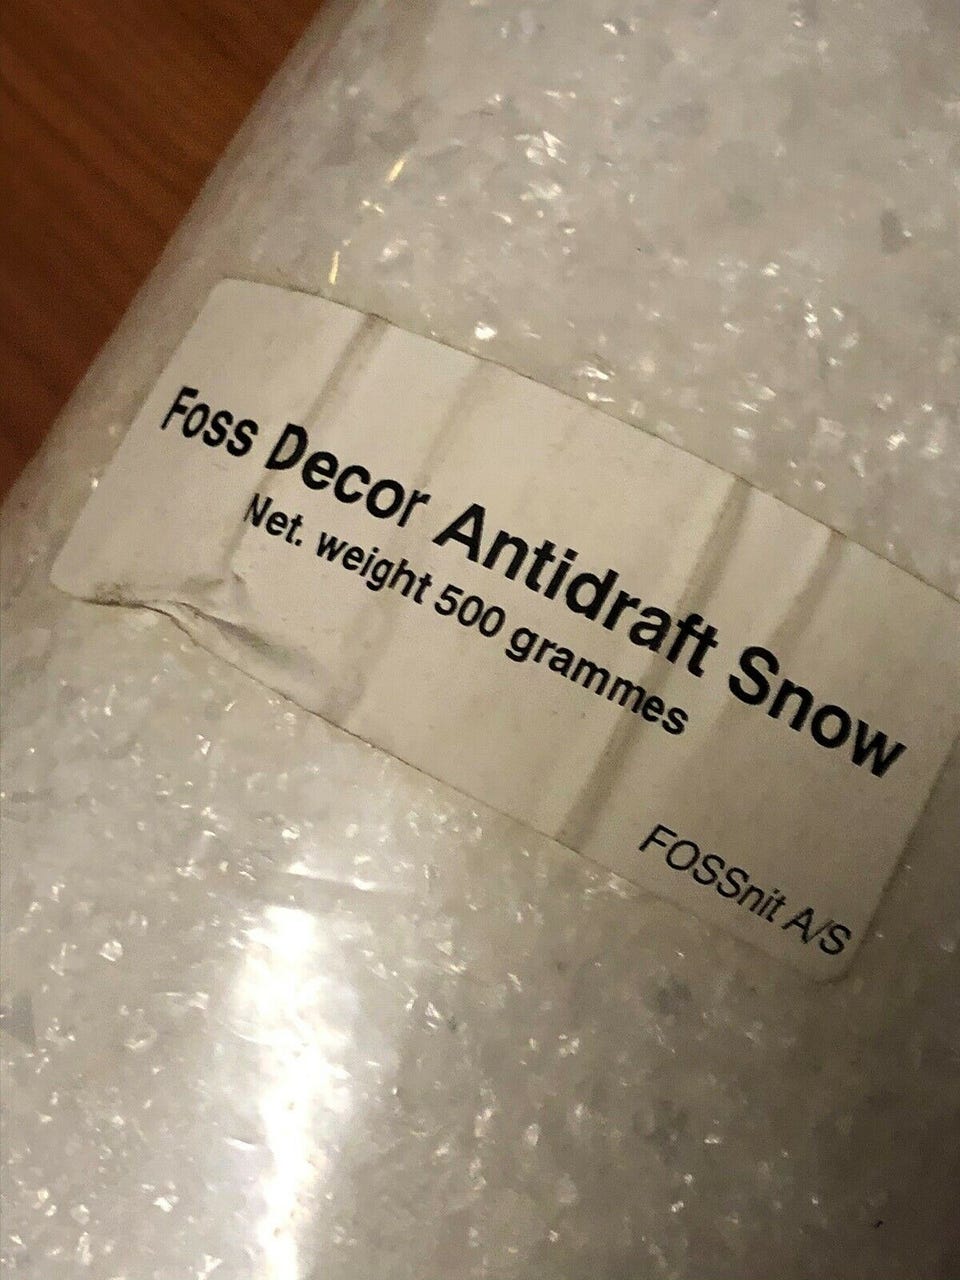 Foss Decor Antidraft Snow
Net. weight 500 grammes
FOSSnit A/S